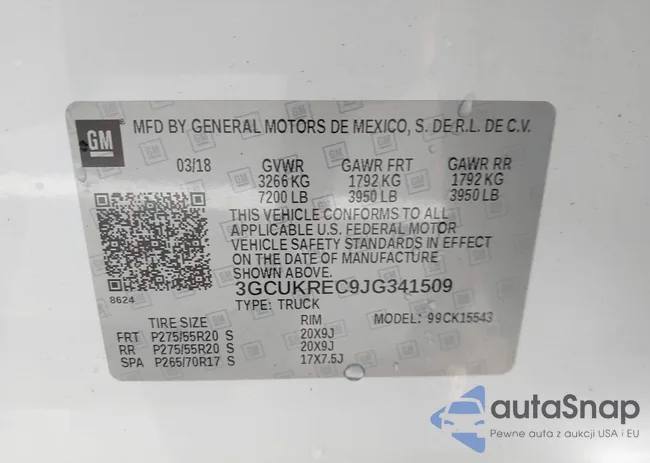 GM
MFD BY GENERAL MOTORS DE MEXICO, S. DE R.L. DE C.V.
03/18 GVWR GAWR FRT GAWR RR
3266 KG 1792 KG 1792 KG
7200 LB 3950 LB 3950 LB
THIS VEHICLE CONFORMS TO ALL
APPLICABLE U.S. FEDERAL MOTOR
VEHICLE SAFETY STANDARDS IN EFFECT
ON THE DATE OF MANUFACTURE
SHOWN ABOVE.
8624
3GCUKREC9JG341509
TYPE: TRUCK
TIRE SIZE RIM MODEL: 99CK15543
FRT P275/55R20 S 20X9J
RR P275/55R20 S 20X9J
SPA P265/70R17 S 17X7.5J
autoSnap
Pewne auta z aukcji USA i EU